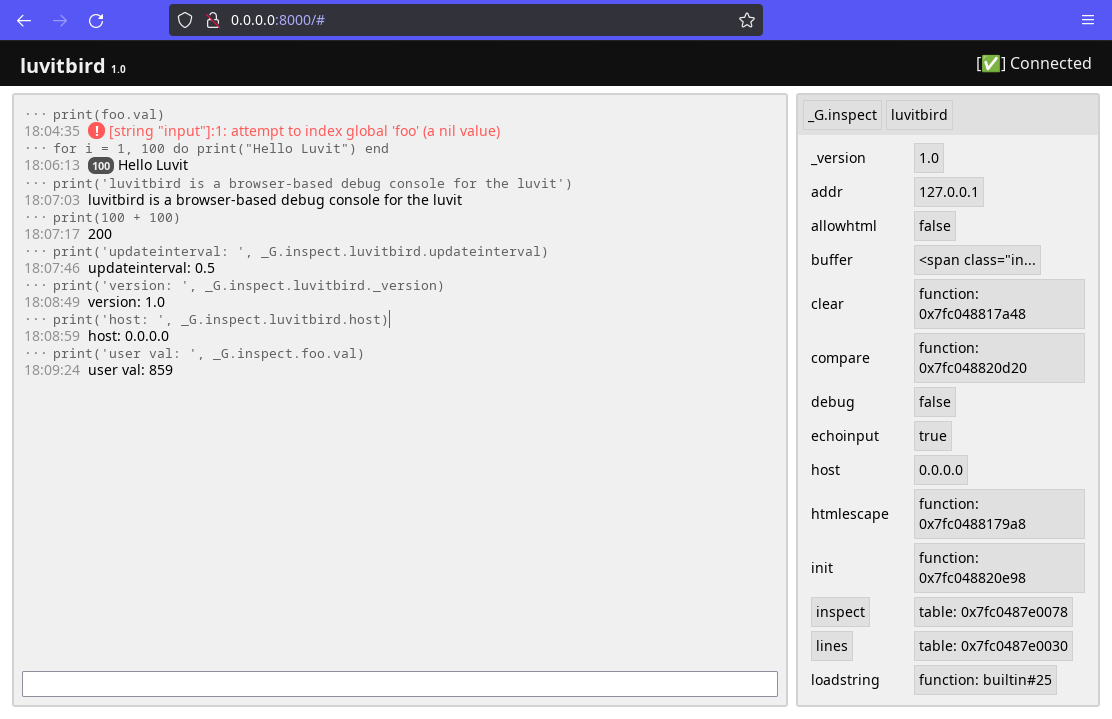 0.0.0.0:8000/#
luvitbird 1.0
[✅] Connected
··· print(foo.val)
18:04:35 ! [string "input"]:1: attempt to index global 'foo' (a nil value)
··· for i = 1, 100 do print("Hello Luvit") end
18:06:13 100 Hello Luvit
··· print('luvitbird is a browser-based debug console for the luvit')
18:07:03 luvitbird is a browser-based debug console for the luvit
··· print(100 + 100)
18:07:17 200
··· print('updateinterval: ', _G.inspect.luvitbird.updateinterval)
18:07:46 updateinterval: 0.5
··· print('version: ', _G.inspect.luvitbird._version)
18:08:49 version: 1.0
··· print('host: ', _G.inspect.luvitbird.host)
18:08:59 host: 0.0.0.0
··· print('user val: ', _G.inspect.foo.val)
18:09:24 user val: 859
_G.inspect luvitbird
_version 1.0
addr 127.0.0.1
allowhtml false
buffer <span class="in...
clear function:
0x7fc048817a48
compare function:
0x7fc048820d20
debug false
echoinput true
host 0.0.0.0
htmlescape function:
0x7fc0488179a8
init function:
0x7fc048820e98
inspect table: 0x7fc0487e0078
lines table: 0x7fc0487e0030
loadstring function: builtin#25